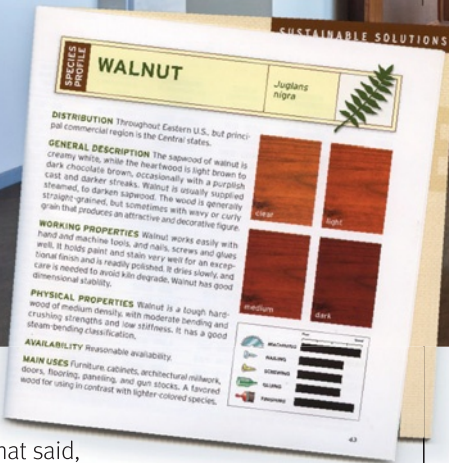 SUSTAINABLE SOLUTIONS
SPECIES
PROFILE
WALNUT
Juglans
nigra
DISTRIBUTION Throughout Eastern U.S., but princi-
pal commercial region is the Central states.
GENERAL DESCRIPTION The sapwood of walnut is
creamy white, while the heartwood is light brown to
dark chocolate brown, occasionally with a purplish
cast and darker streaks. Walnut is usually supplied
steamed, to darken sapwood. The wood is generally
straight-grained, but sometimes with wavy or curly
grain that produces an attractive and decorative figure.
WORKING PROPERTIES Walnut works easily with
hand and machine tools, and nails, screws and glues
well. It holds paint and stain very well for an excep-
tional finish and is readily polished. It dries slowly, and
care is needed to avoid kiln degrade. Walnut has good
dimensional stability.
PHYSICAL PROPERTIES Walnut is a tough hard-
wood of medium density, with moderate bending and
crushing strengths and low stiffness. It has a good
steam-bending classification.
AVAILABILITY Reasonable availability.
MAIN USES Furniture, cabinets, architectural millwork,
doors, flooring, paneling, and gun stocks. A favored
wood for using in contrast with lighter-colored species.
clear
light
medium
dark
MACHINING
NAILING
SCREWING
GLUING
FINISHING
43
hat said,